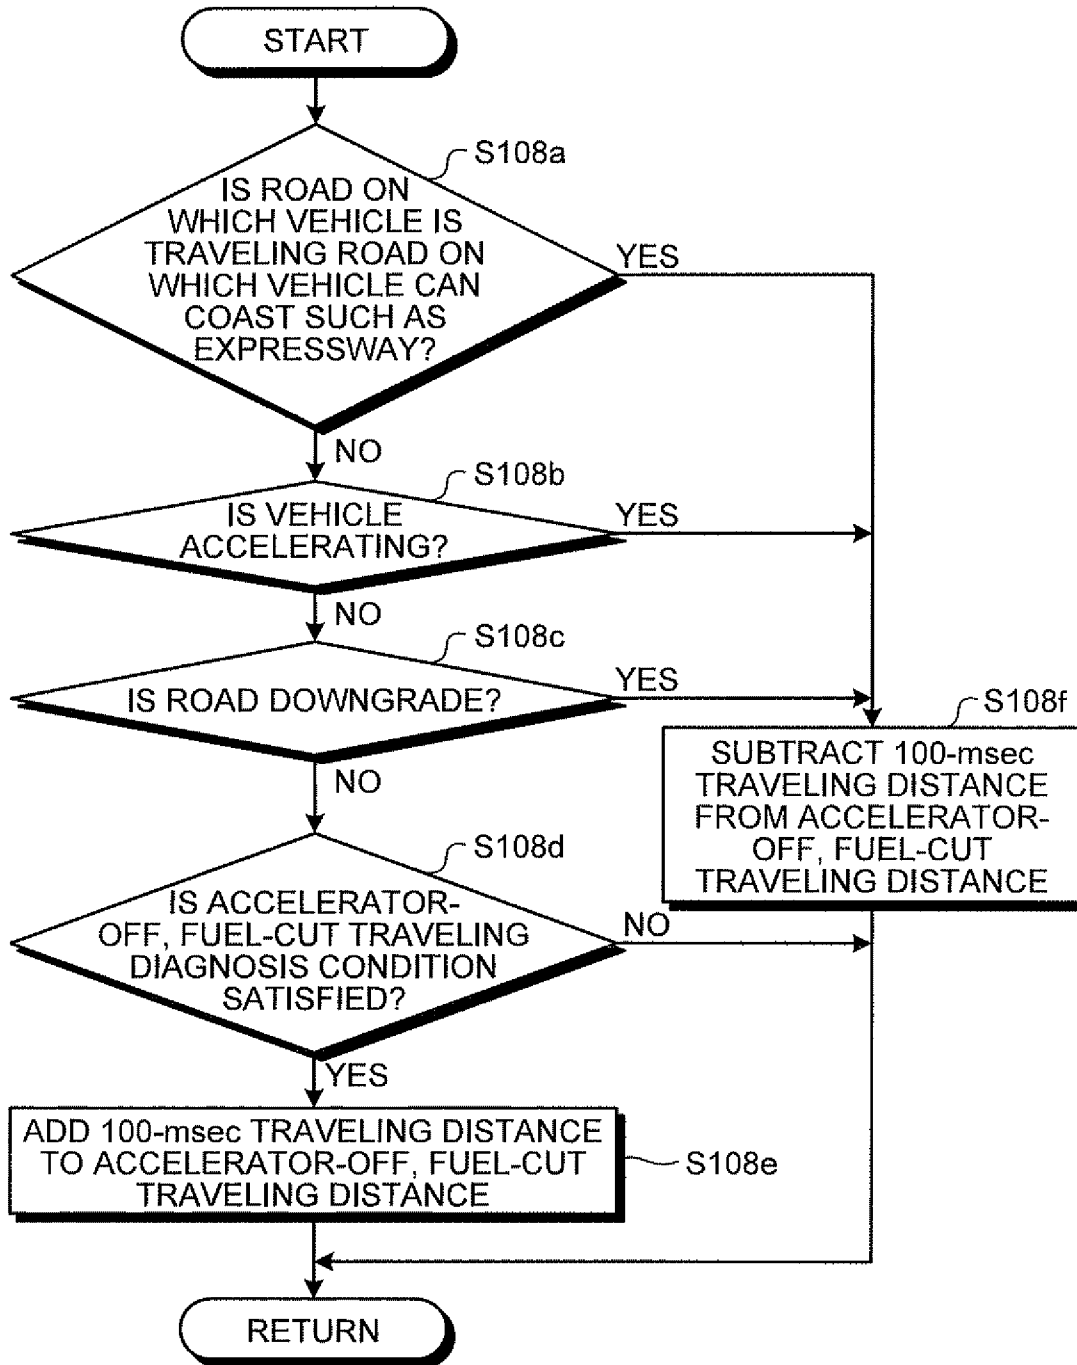 START
S108a
IS ROAD ON
WHICH VEHICLE IS
TRAVELING ROAD ON
WHICH VEHICLE CAN
COAST SUCH AS
EXPRESSWAY?
YES
NO
S108b
IS VEHICLE
ACCELERATING?
YES
NO
S108c
IS ROAD DOWNGRADE?
YES
NO
S108f
SUBTRACT 100-msec
TRAVELING DISTANCE
FROM ACCELERATOR-
OFF, FUEL-CUT
TRAVELING DISTANCE
S108d
IS ACCELERATOR-
OFF, FUEL-CUT TRAVELING
DIAGNOSIS CONDITION
SATISFIED?
NO
YES
ADD 100-msec TRAVELING DISTANCE
TO ACCELERATOR-OFF, FUEL-CUT
TRAVELING DISTANCE
S108e
RETURN